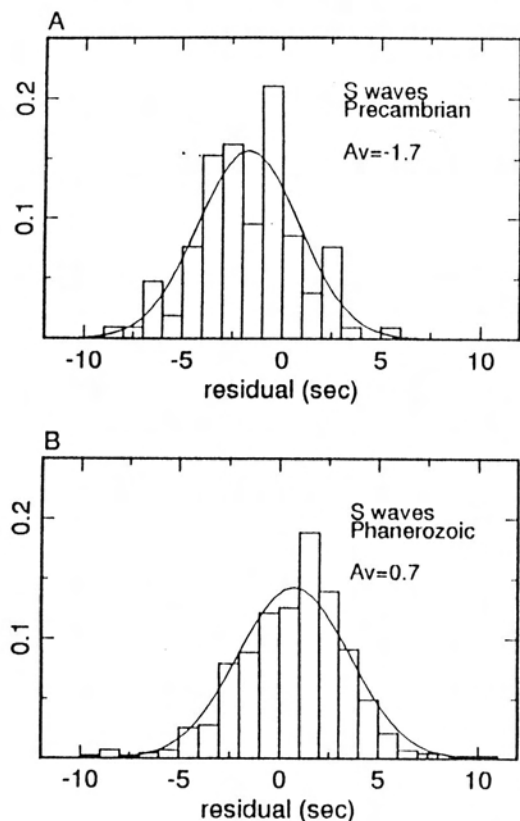 A
0.2
0.1
S waves
Precambrian
Av=-1.7
-10 -5 0 5 10
residual (sec)
B
0.2
0.1
S waves
Phanerozoic
Av=0.7
-10 -5 0 5 10
residual (sec)